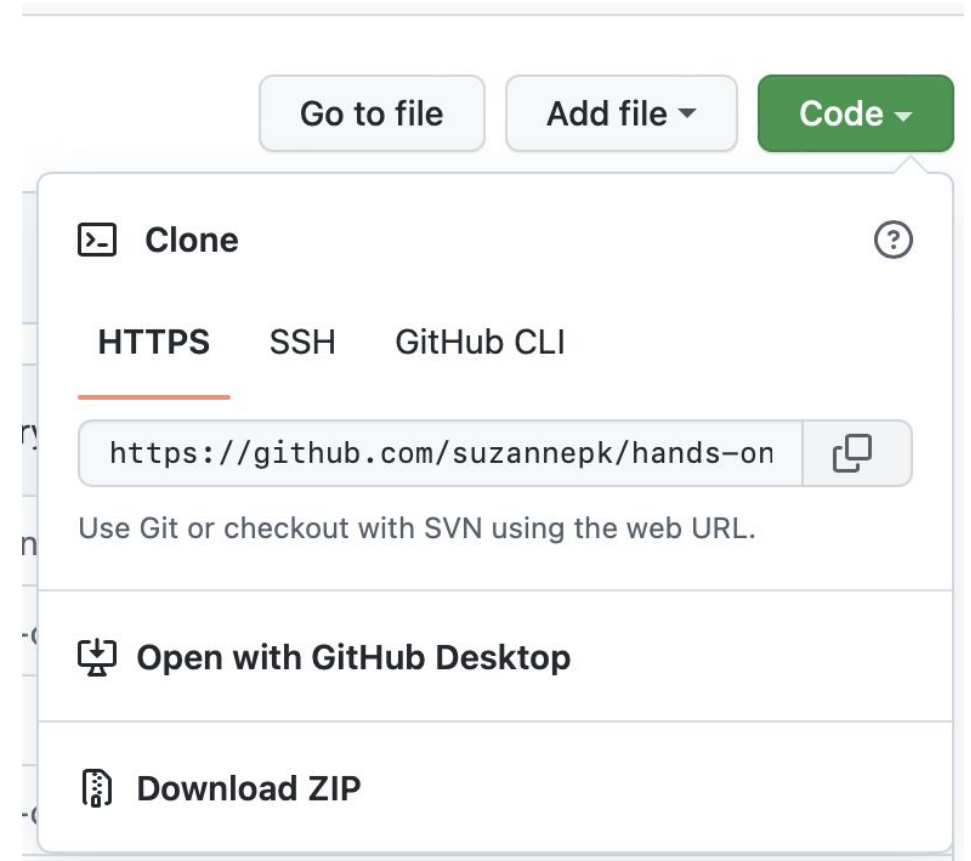 Go to file
Add file
Code
Clone
HTTPS
SSH
GitHub CLI
https://github.com/suzannepk/hands-on
Use Git or checkout with SVN using the web URL.
Open with GitHub Desktop
Download ZIP